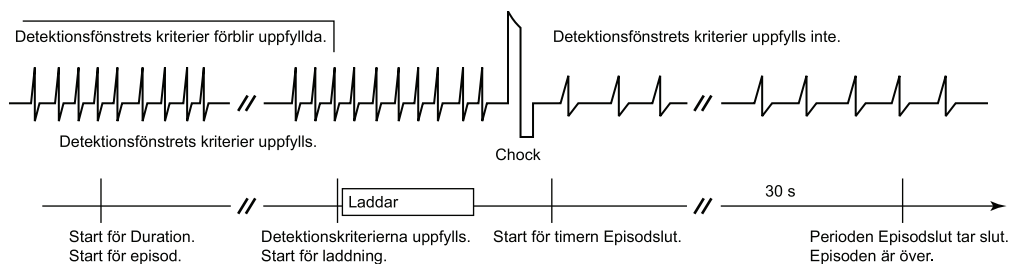 Detektionsfönstrets kriterier förblir uppfyllda.
Detektionsfönstrets kriterier uppfylls inte.
Detektionsfönstrets kriterier uppfylls.
Chock
Laddar
30 s
Start för Duration.
Start för episod.
Detektionskriterierna uppfylls.
Start för laddning.
Start för timern Episodslut.
Perioden Episodslut tar slut.
Episoden är över.